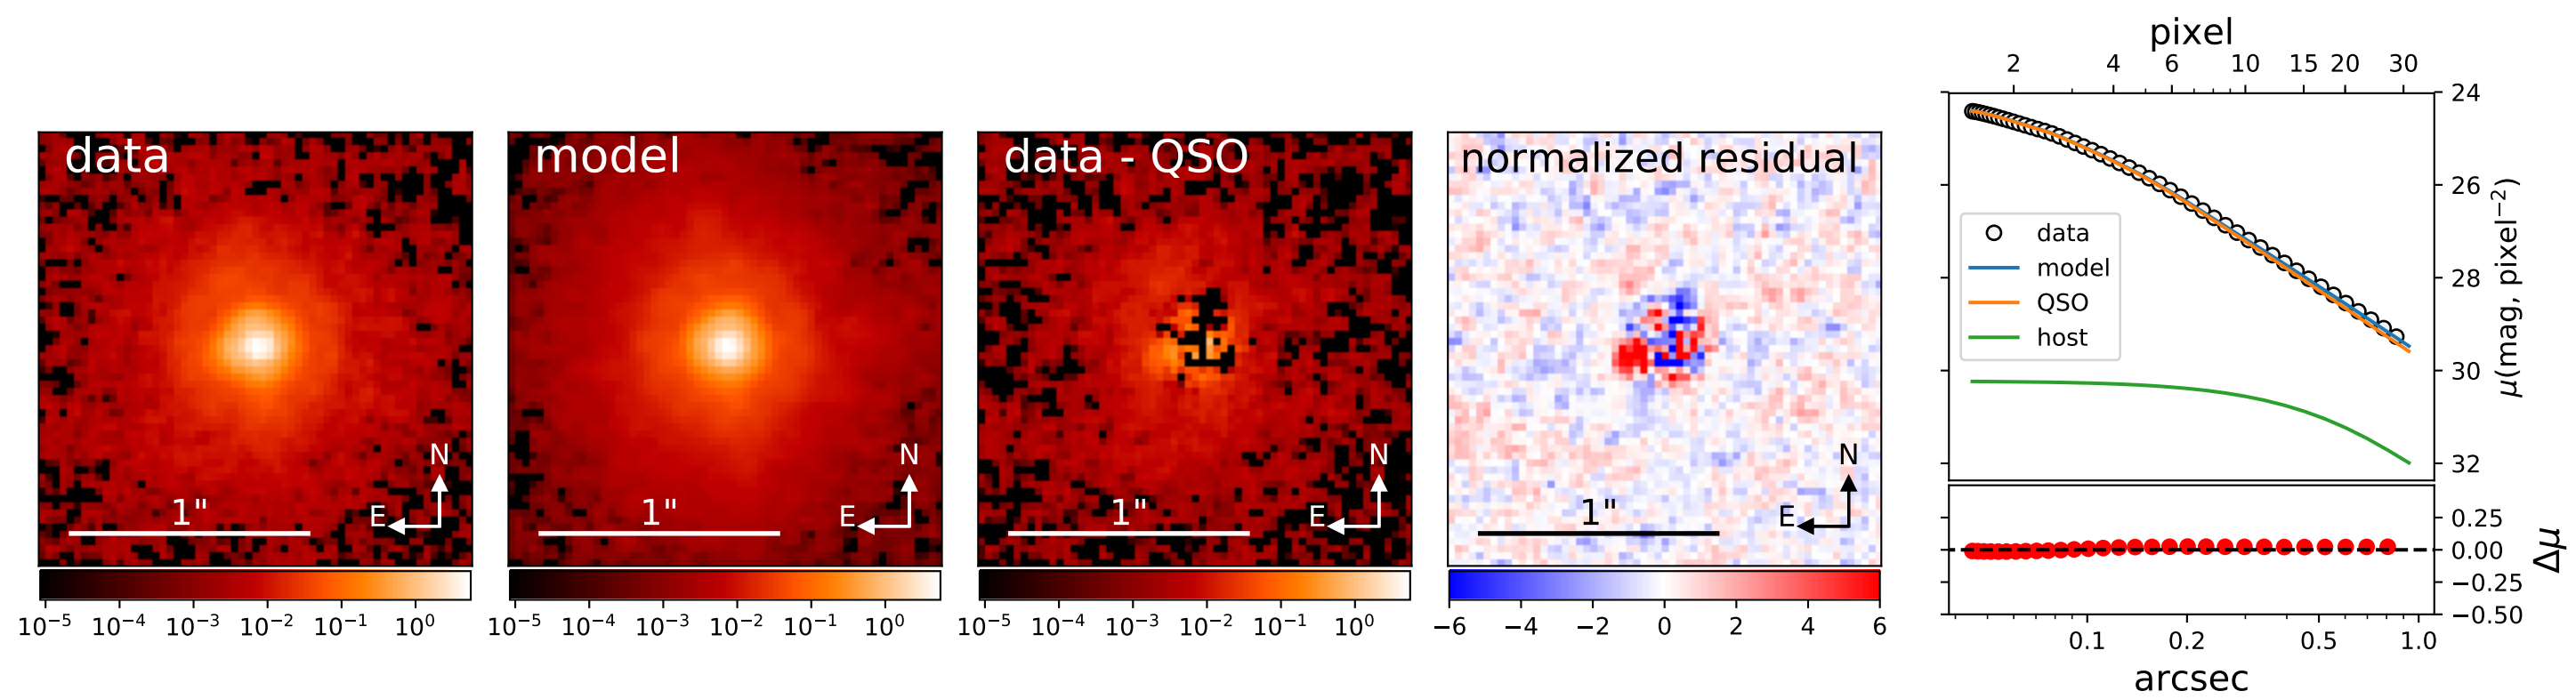 data
1"
N
E
10⁻⁵ 10⁻⁴ 10⁻³ 10⁻² 10⁻¹ 10⁰
model
1"
N
E
10⁻⁵ 10⁻⁴ 10⁻³ 10⁻² 10⁻¹ 10⁰
data - QSO
1"
N
E
10⁻⁵ 10⁻⁴ 10⁻³ 10⁻² 10⁻¹ 10⁰
normalized residual
1"
N
E
−6 −4 −2 0 2 4 6
pixel
2 4 6 10 15 20 30
24
26
28
30
32
μ(mag, pixel⁻²)
data
model
QSO
host
0.25
0.00
−0.25
−0.50
Δμ
0.1 0.2 0.5 1.0
arcsec